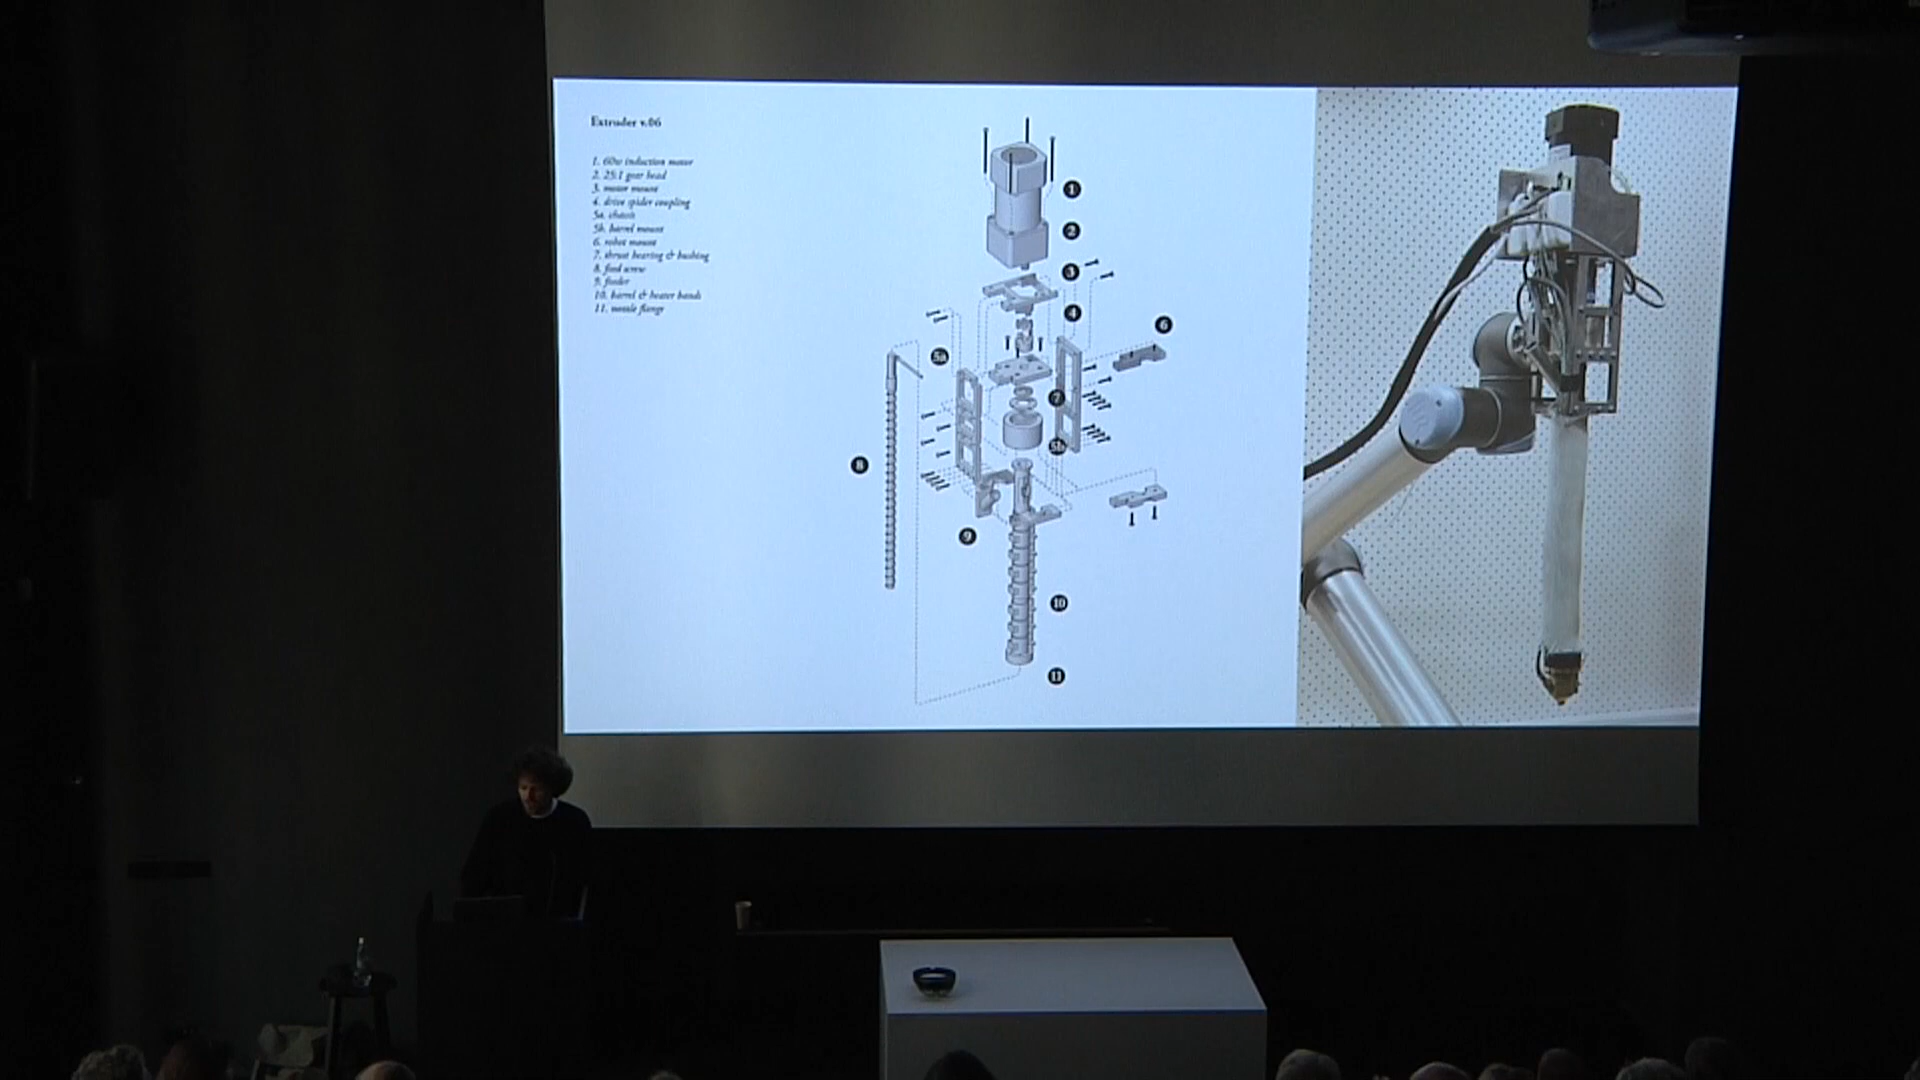 Extruder v.06
1. 60w induction motor
2. 25:1 gear head
3. motor mount
4. drive spider coupling
5a. chassis
5b. barrel mount
6. robot mount
7. thrust bearing & bushing
8. feed screw
9. feeder
10. barrel & heater bands
11. nozzle flange
1
2
3
4
6
5a
7
5b
8
9
10
11